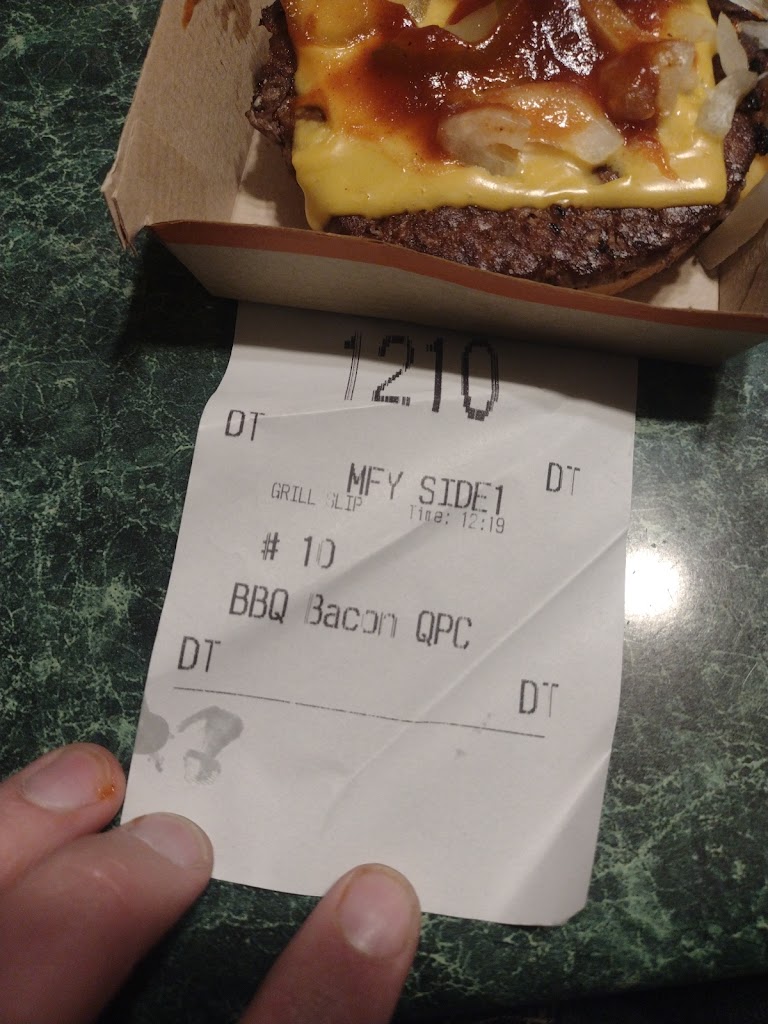 1210
DT
DT
MFY SIDE1
GRILL SLIP Time: 12:19
# 10
BBQ Bacon QPC
DT
DT